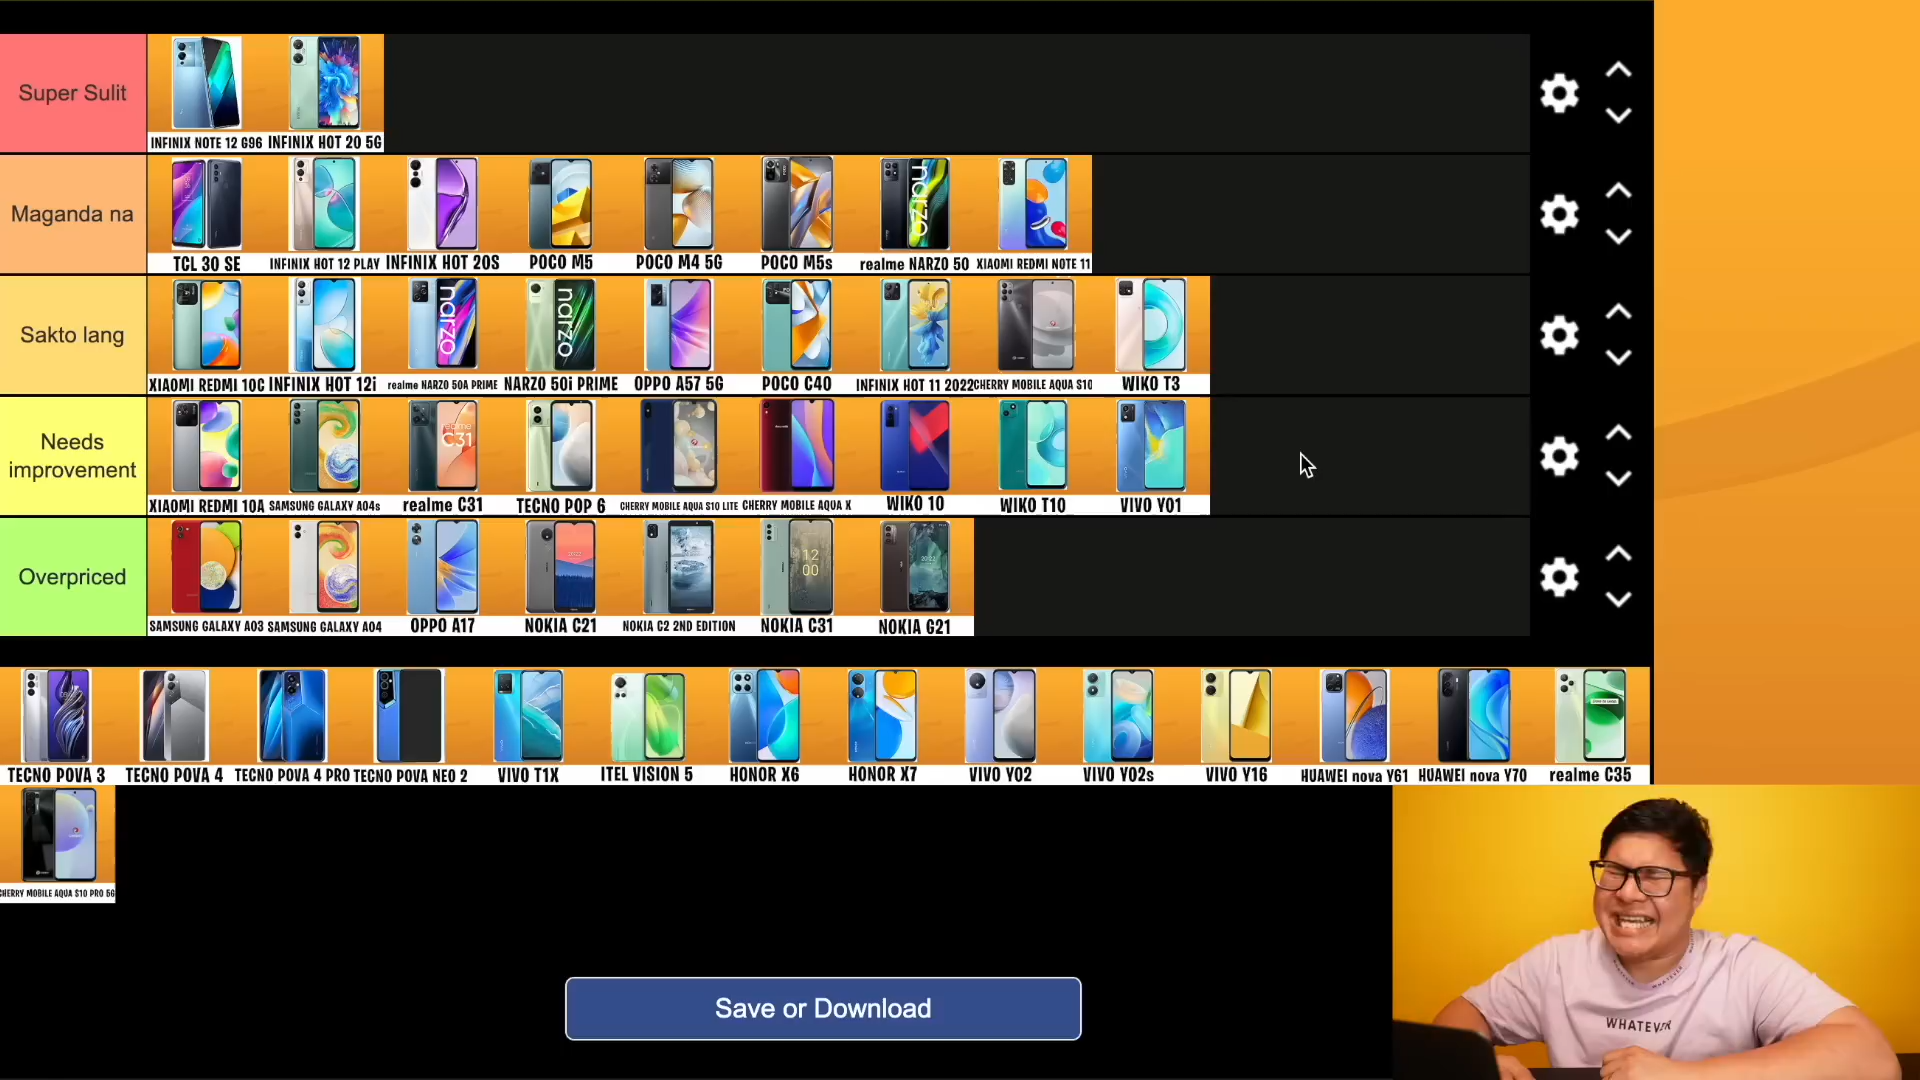 Super Sulit
INFINIX NOTE 12 G96 INFINIX HOT 20 5G
Maganda na
narzo
TCL 30 SE INFINIX HOT 12 PLAY INFINIX HOT 20S POCO M5 POCO M4 5G POCO M5s realme NARZO 50 XIAOMI REDMI NOTE 11
Sakto lang
narzo narzo
XIAOMI REDMI 10C INFINIX HOT 12i realme NARZO 50A PRIME NARZO 50i PRIME OPPO A57 5G POCO C40 INFINIX HOT 11 2022 CHERRY MOBILE AQUA S10 WIKO T3
Needs
improvement
realme
C31
XIAOMI REDMI 10A SAMSUNG GALAXY A04s realme C31 TECNO POP 6 CHERRY MOBILE AQUA S10 LITE CHERRY MOBILE AQUA X WIKO 10 WIKO T10 VIVO Y01
Overpriced
12
00
SAMSUNG GALAXY A03 SAMSUNG GALAXY A04 OPPO A17 NOKIA C21 NOKIA C2 2ND EDITION NOKIA C31 NOKIA G21
TECNO POVA 3 TECNO POVA 4 TECNO POVA 4 PRO TECNO POVA NEO 2 VIVO T1X ITEL VISION 5 HONOR X6 HONOR X7 VIVO Y02 VIVO Y02s VIVO Y16 HUAWEI nova Y61 HUAWEI nova Y70 realme C35
CHERRY MOBILE AQUA S10 PRO 5G
Save or Download
WHATEVER